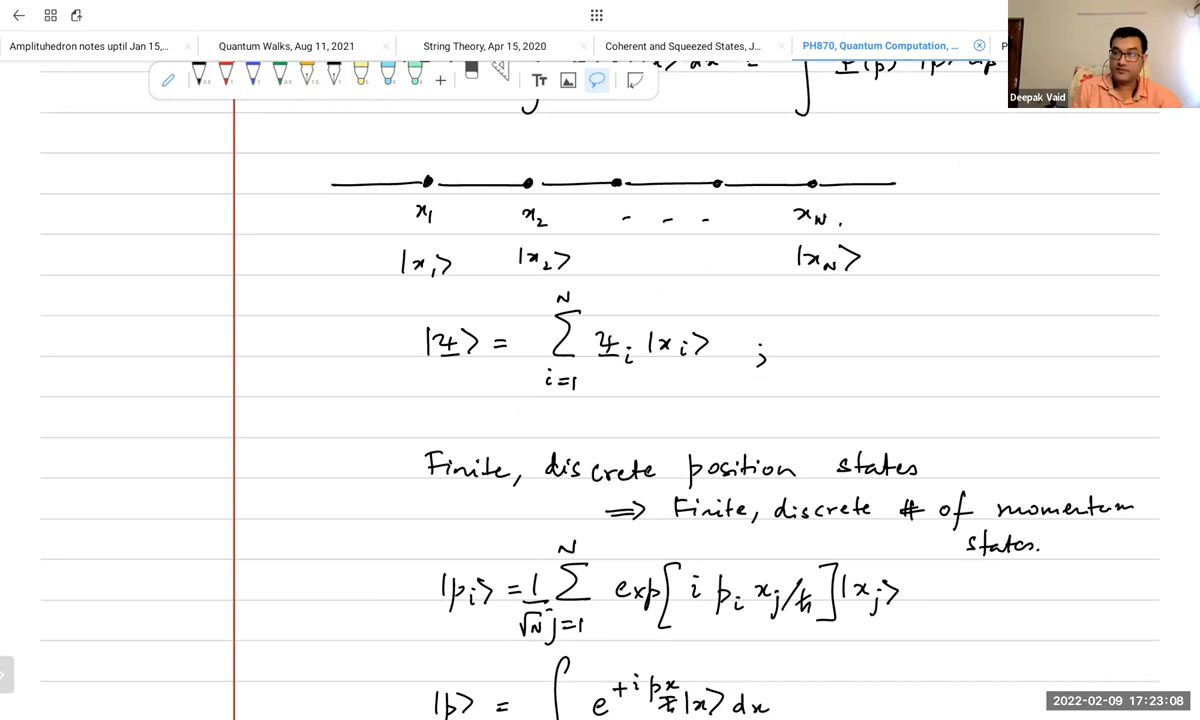 Amplituhedron notes uptil Jan 15,...
Quantum Walks, Aug 11, 2021
String Theory, Apr 15, 2020
Coherent and Squeezed States, J...
PH870, Quantum Computation, ...
P
Tт
Deepak Vaid
x₁ x₂ - - - x_N .
|x₁⟩ |x₂⟩ |x_N⟩
|Ψ⟩ = ∑_{i=1}^{N} Ψ_i |x_i⟩ ;
Finite, discrete position states
⟹ Finite, discrete # of momentum
states.
|p_i⟩ = 1/√N ∑_{j=1}^{N} exp[i p_i x_j/ħ] |x_j⟩
|p⟩ = ∫ e^{+i px/ħ} |x⟩ dx
2022-02-09 17:23:08